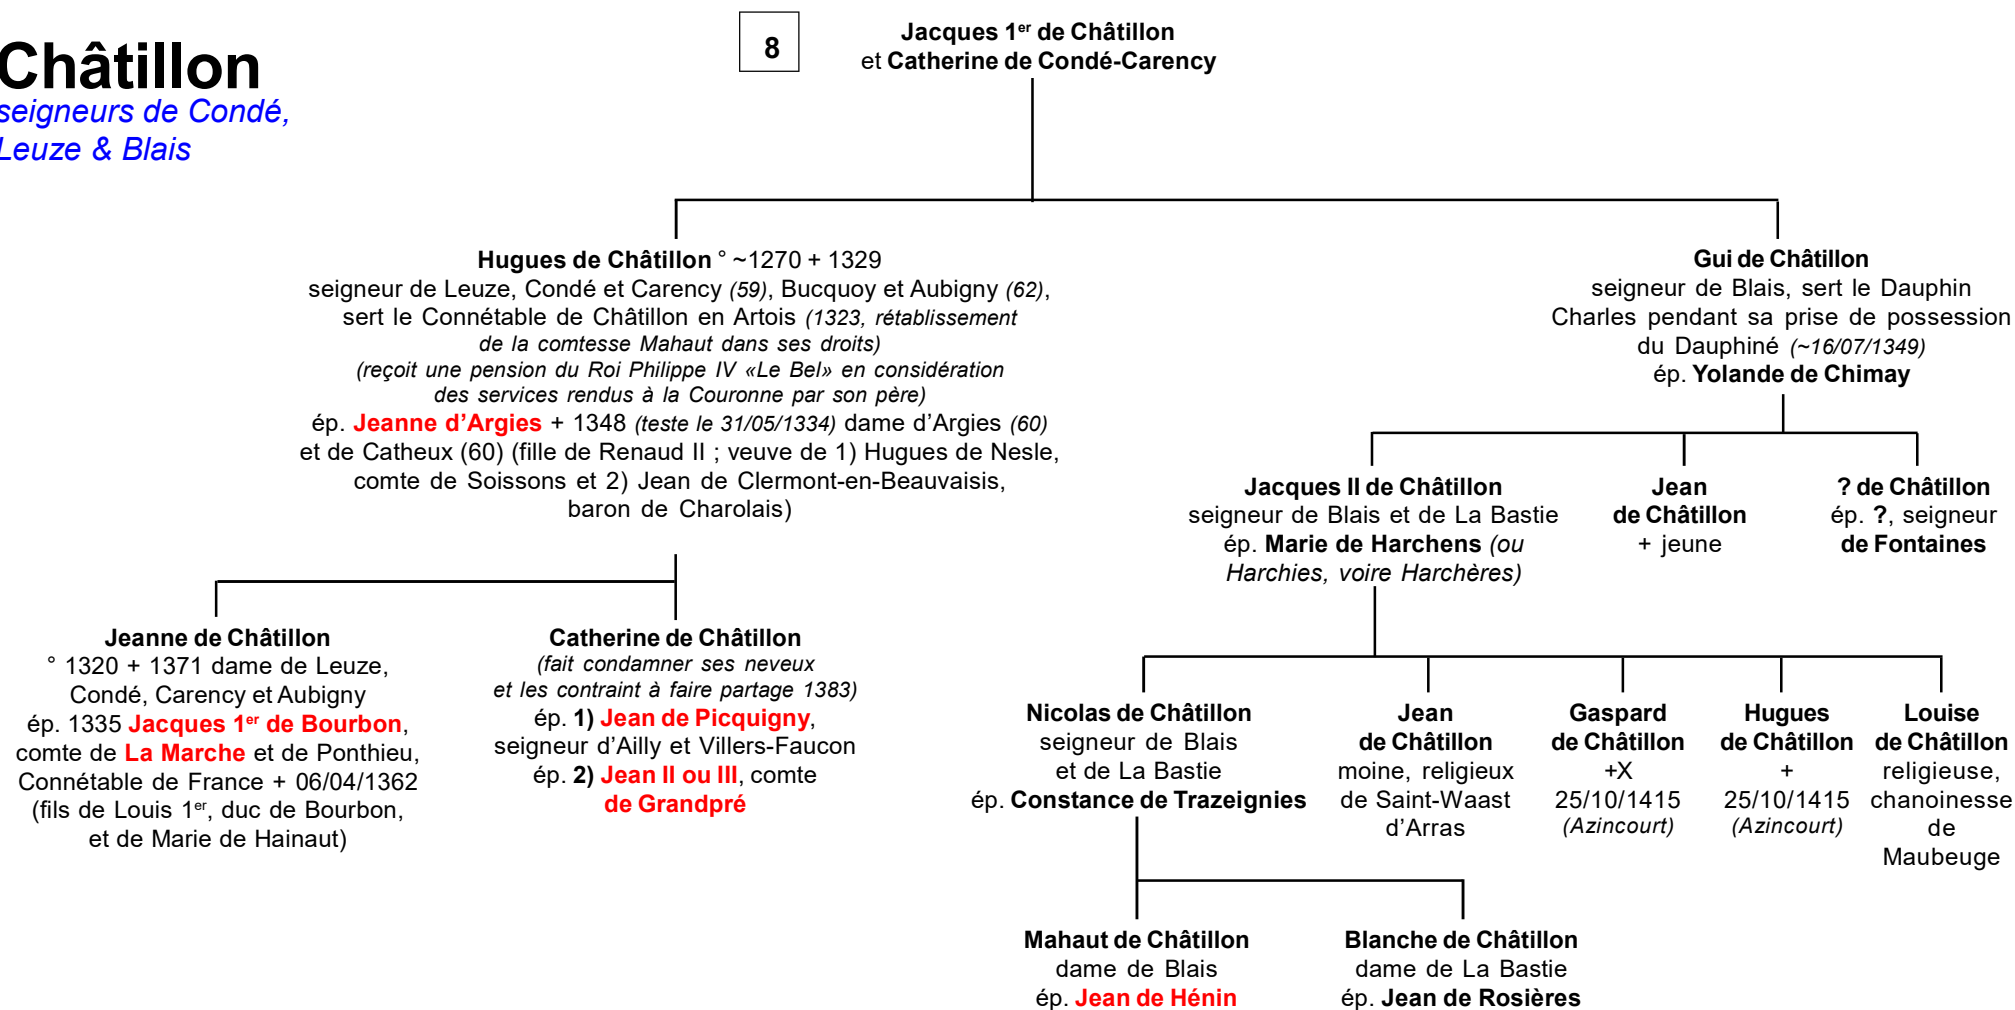 Châtillon
seigneurs de Condé,
Leuze & Blais
8
Jacques 1er de Châtillon
et Catherine de Condé-Carency
Hugues de Châtillon ° ~1270 + 1329
seigneur de Leuze, Condé et Carency (59), Bucquoy et Aubigny (62),
sert le Connétable de Châtillon en Artois (1323, rétablissement
de la comtesse Mahaut dans ses droits)
(reçoit une pension du Roi Philippe IV «Le Bel» en considération
des services rendus à la Couronne par son père)
ép. Jeanne d’Argies + 1348 (teste le 31/05/1334) dame d’Argies (60)
et de Catheux (60) (fille de Renaud II ; veuve de 1) Hugues de Nesle,
comte de Soissons et 2) Jean de Clermont-en-Beauvaisis,
baron de Charolais)
Gui de Châtillon
seigneur de Blais, sert le Dauphin
Charles pendant sa prise de possession
du Dauphiné (~16/07/1349)
ép. Yolande de Chimay
Jacques II de Châtillon
seigneur de Blais et de La Bastie
ép. Marie de Harchens (ou
Harchies, voire Harchères)
Jean
de Châtillon
+ jeune
? de Châtillon
ép. ?, seigneur
de Fontaines
Jeanne de Châtillon
° 1320 + 1371 dame de Leuze,
Condé, Carency et Aubigny
ép. 1335 Jacques 1er de Bourbon,
comte de La Marche et de Ponthieu,
Connétable de France + 06/04/1362
(fils de Louis 1er, duc de Bourbon,
et de Marie de Hainaut)
Catherine de Châtillon
(fait condamner ses neveux
et les contraint à faire partage 1383)
ép. 1) Jean de Picquigny,
seigneur d’Ailly et Villers-Faucon
ép. 2) Jean II ou III, comte
de Grandpré
Nicolas de Châtillon
seigneur de Blais
et de La Bastie
ép. Constance de Trazeignies
Jean
de Châtillon
moine, religieux
de Saint-Waast
d’Arras
Gaspard
de Châtillon
+X
25/10/1415
(Azincourt)
Hugues
de Châtillon
+
25/10/1415
(Azincourt)
Louise
de Châtillon
religieuse,
chanoinesse
de
Maubeuge
Mahaut de Châtillon
dame de Blais
ép. Jean de Hénin
Blanche de Châtillon
dame de La Bastie
ép. Jean de Rosières